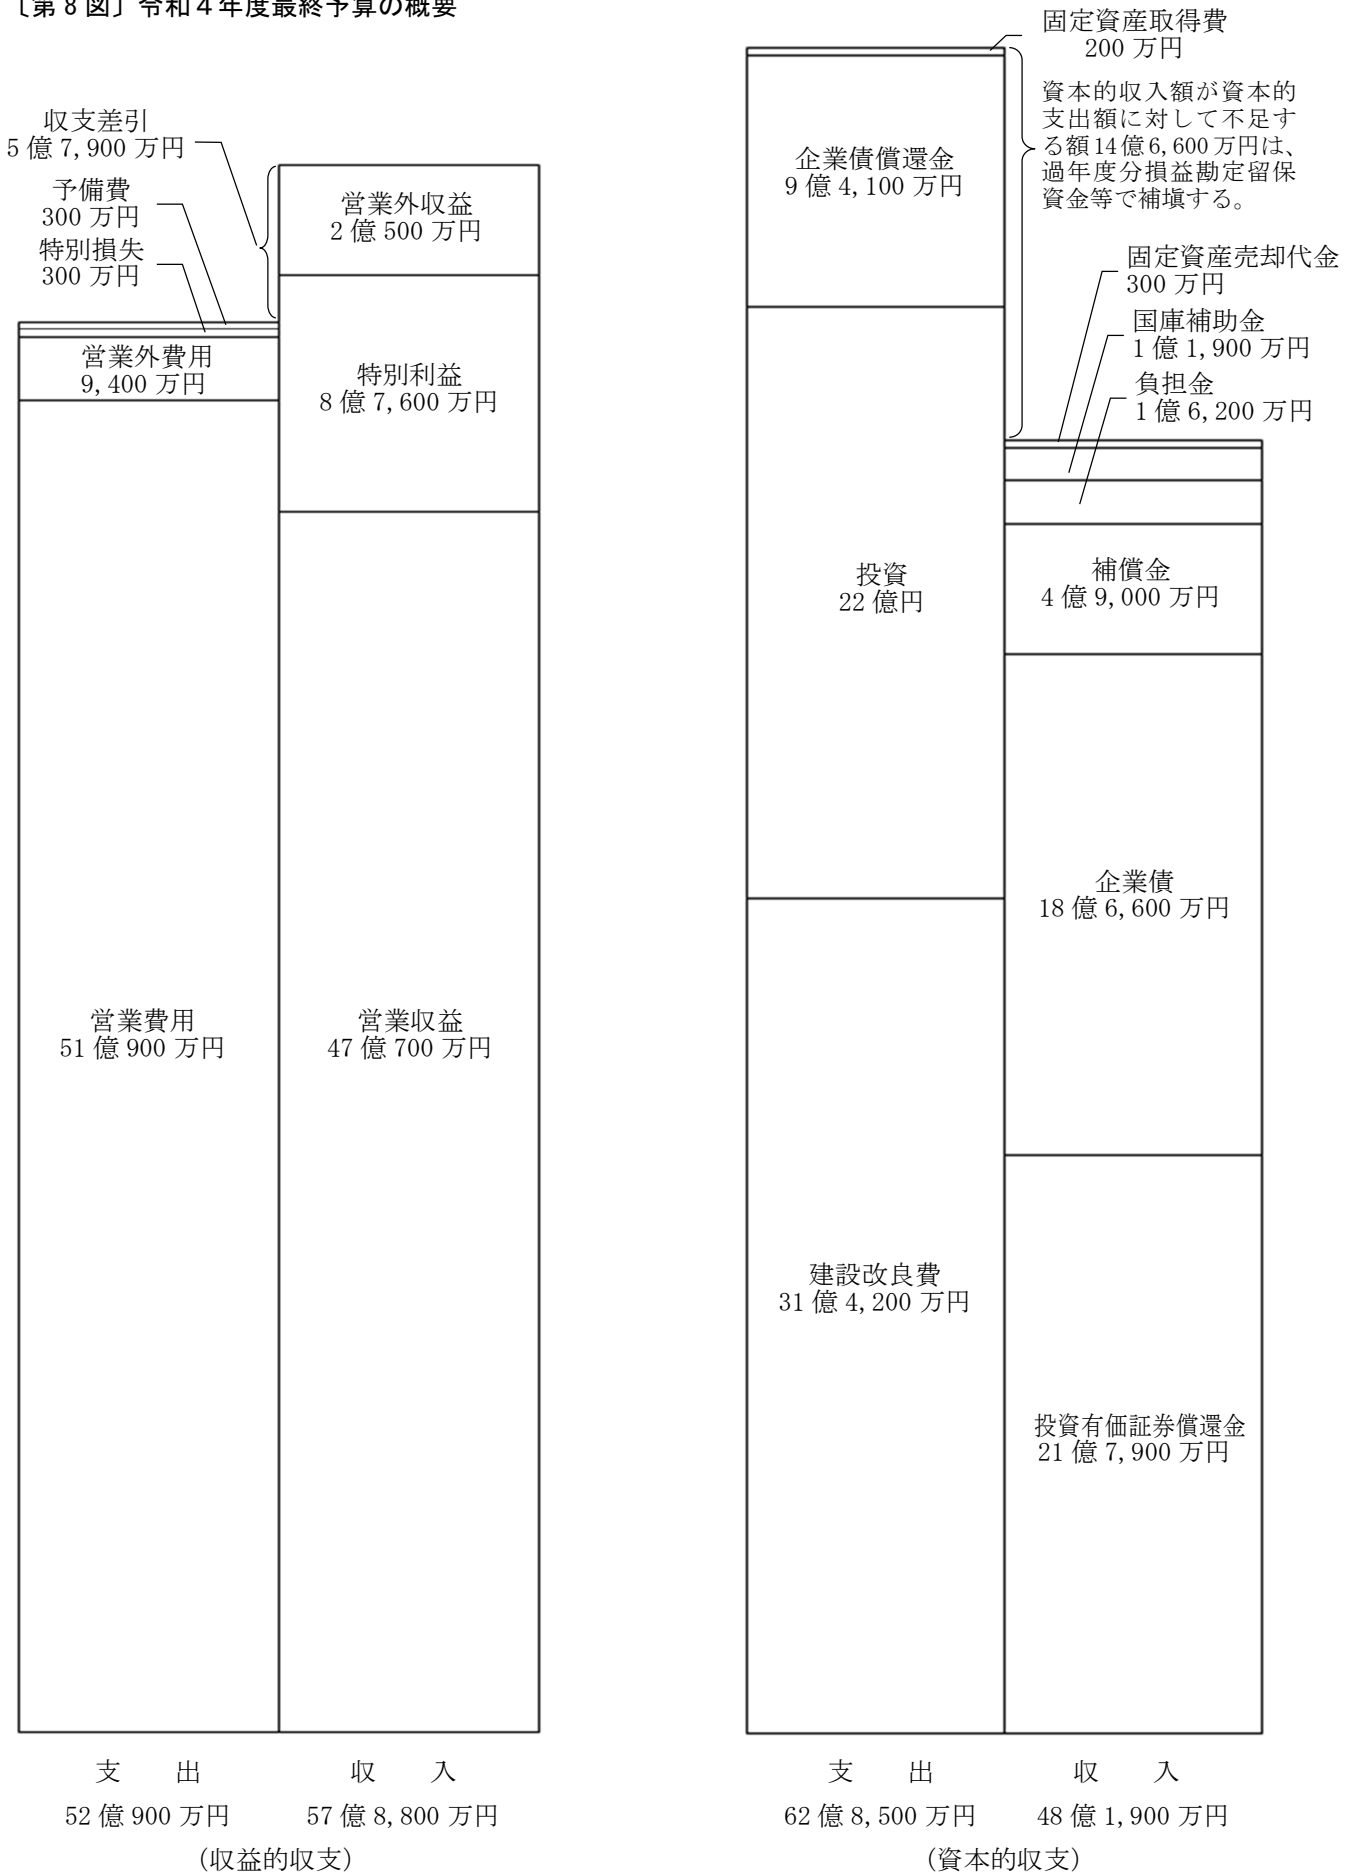 〔第8図〕令和4年度最終予算の概要
収支差引
5億7,900万円
予備費
300万円
特別損失
300万円
営業外費用
9,400万円
営業費用
51億900万円
営業外収益
2億500万円
特別利益
8億7,600万円
営業収益
47億700万円
支　出
52億900万円
収　入
57億8,800万円
(収益的収支)
固定資産取得費
200万円
資本的収入額が資本的
支出額に対して不足す
る額14億6,600万円は、
過年度分損益勘定留保
資金等で補塡する。
企業債償還金
9億4,100万円
投資
22億円
建設改良費
31億4,200万円
固定資産売却代金
300万円
国庫補助金
1億1,900万円
負担金
1億6,200万円
補償金
4億9,000万円
企業債
18億6,600万円
投資有価証券償還金
21億7,900万円
支　出
62億8,500万円
収　入
48億1,900万円
(資本的収支)